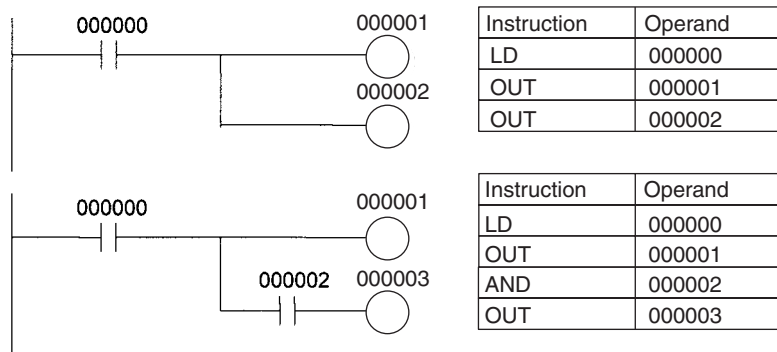 000000
000001
000002
Instruction Operand
LD 000000
OUT 000001
OUT 000002
000000
000001
000002
000003
Instruction Operand
LD 000000
OUT 000001
AND 000002
OUT 000003